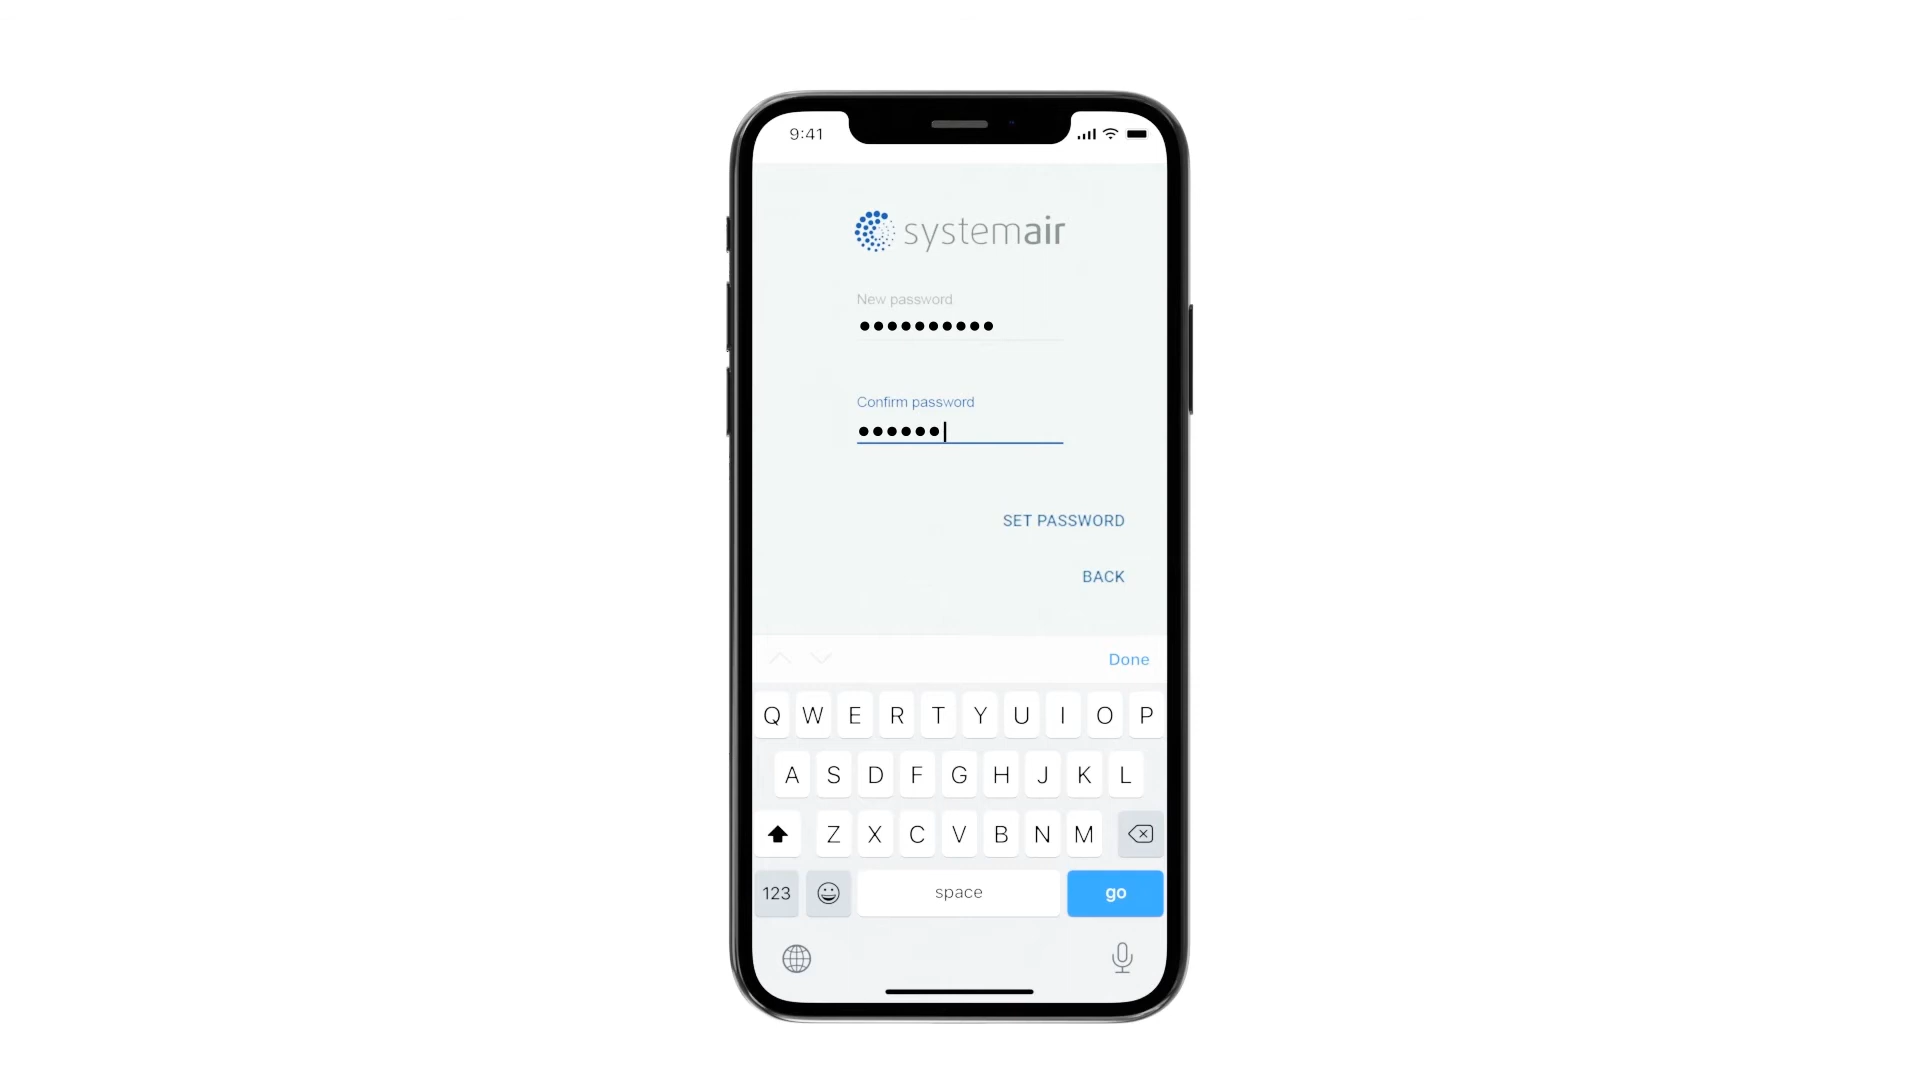 9:41
systemair
New password
●●●●●●●●●●
Confirm password
●●●●●●
SET PASSWORD
BACK
Done
Q W E R T Y U I O P
A S D F G H J K L
Z X C V B N M
123 space go